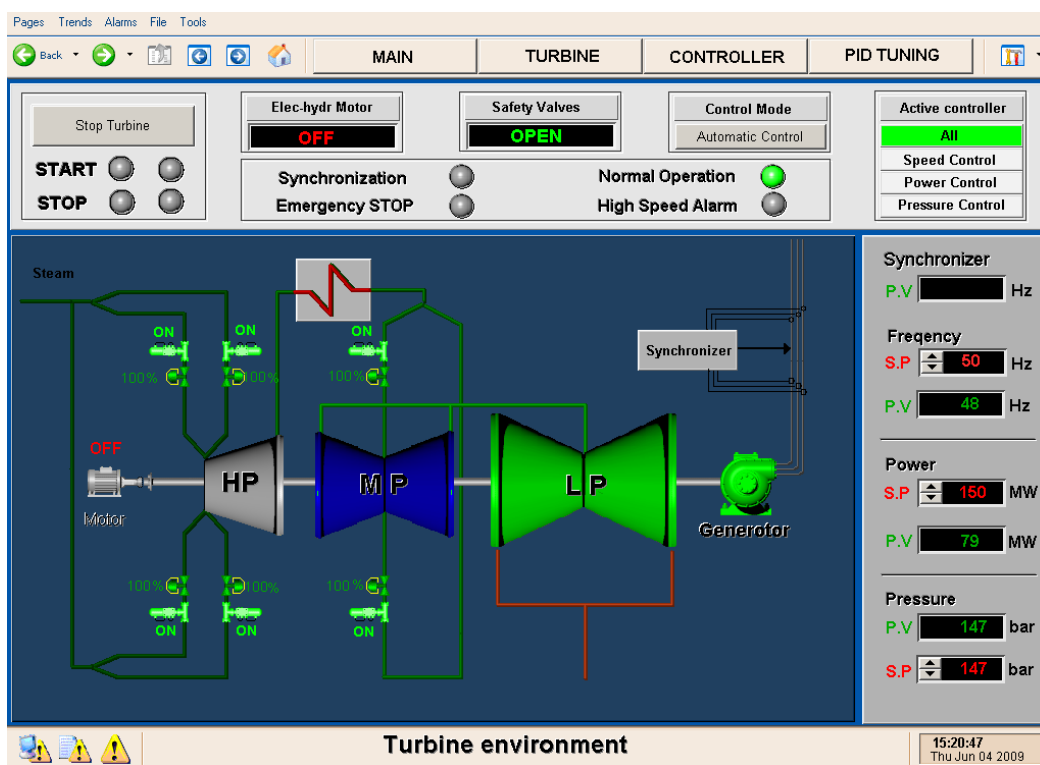 Pages Trends Alarms File Tools
Back MAIN TURBINE CONTROLLER PID TUNING
Stop Turbine
START
STOP
Elec-hydr Motor
OFF
Safety Valves
OPEN
Control Mode
Automatic Control
Synchronization
Normal Operation
Emergency STOP
High Speed Alarm
Active controller
All
Speed Control
Power Control
Pressure Control
Steam
ON ON ON
100% 100% 100%
Synchronizer
OFF
Motor
HP
M P
L P
Generotor
100% 100% 100%
ON ON ON
Synchronizer
P.V Hz
Freqency
S.P 50 Hz
P.V 48 Hz
Power
S.P 150 MW
P.V 79 MW
Pressure
P.V 147 bar
S.P 147 bar
Turbine environment
15:20:47
Thu Jun 04 2009